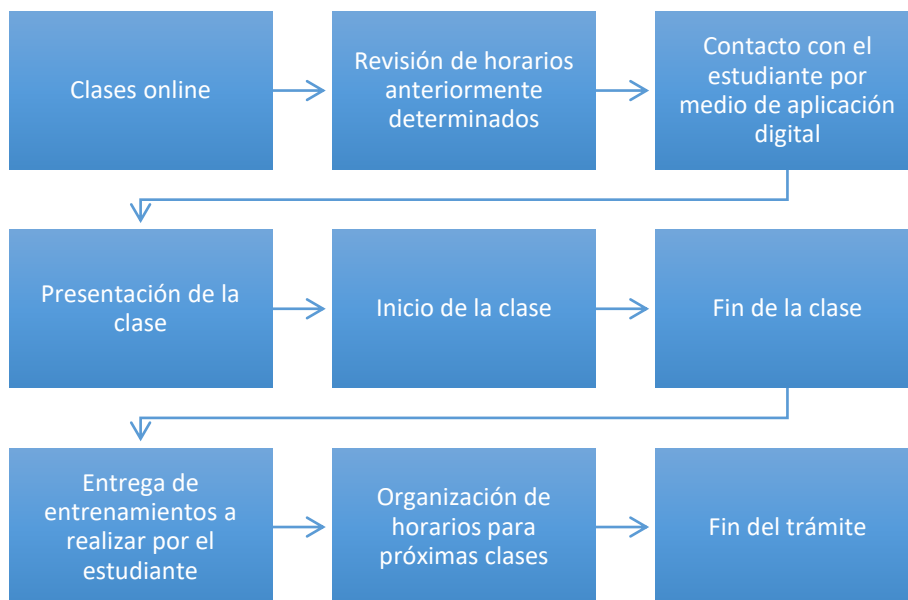 Clases online
Revisión de horarios
anteriormente
determinados
Contacto con el
estudiante por
medio de aplicación
digital
Presentación de la
clase
Inicio de la clase
Fin de la clase
Entrega de
entrenamientos a
realizar por el
estudiante
Organización de
horarios para
próximas clases
Fin del trámite